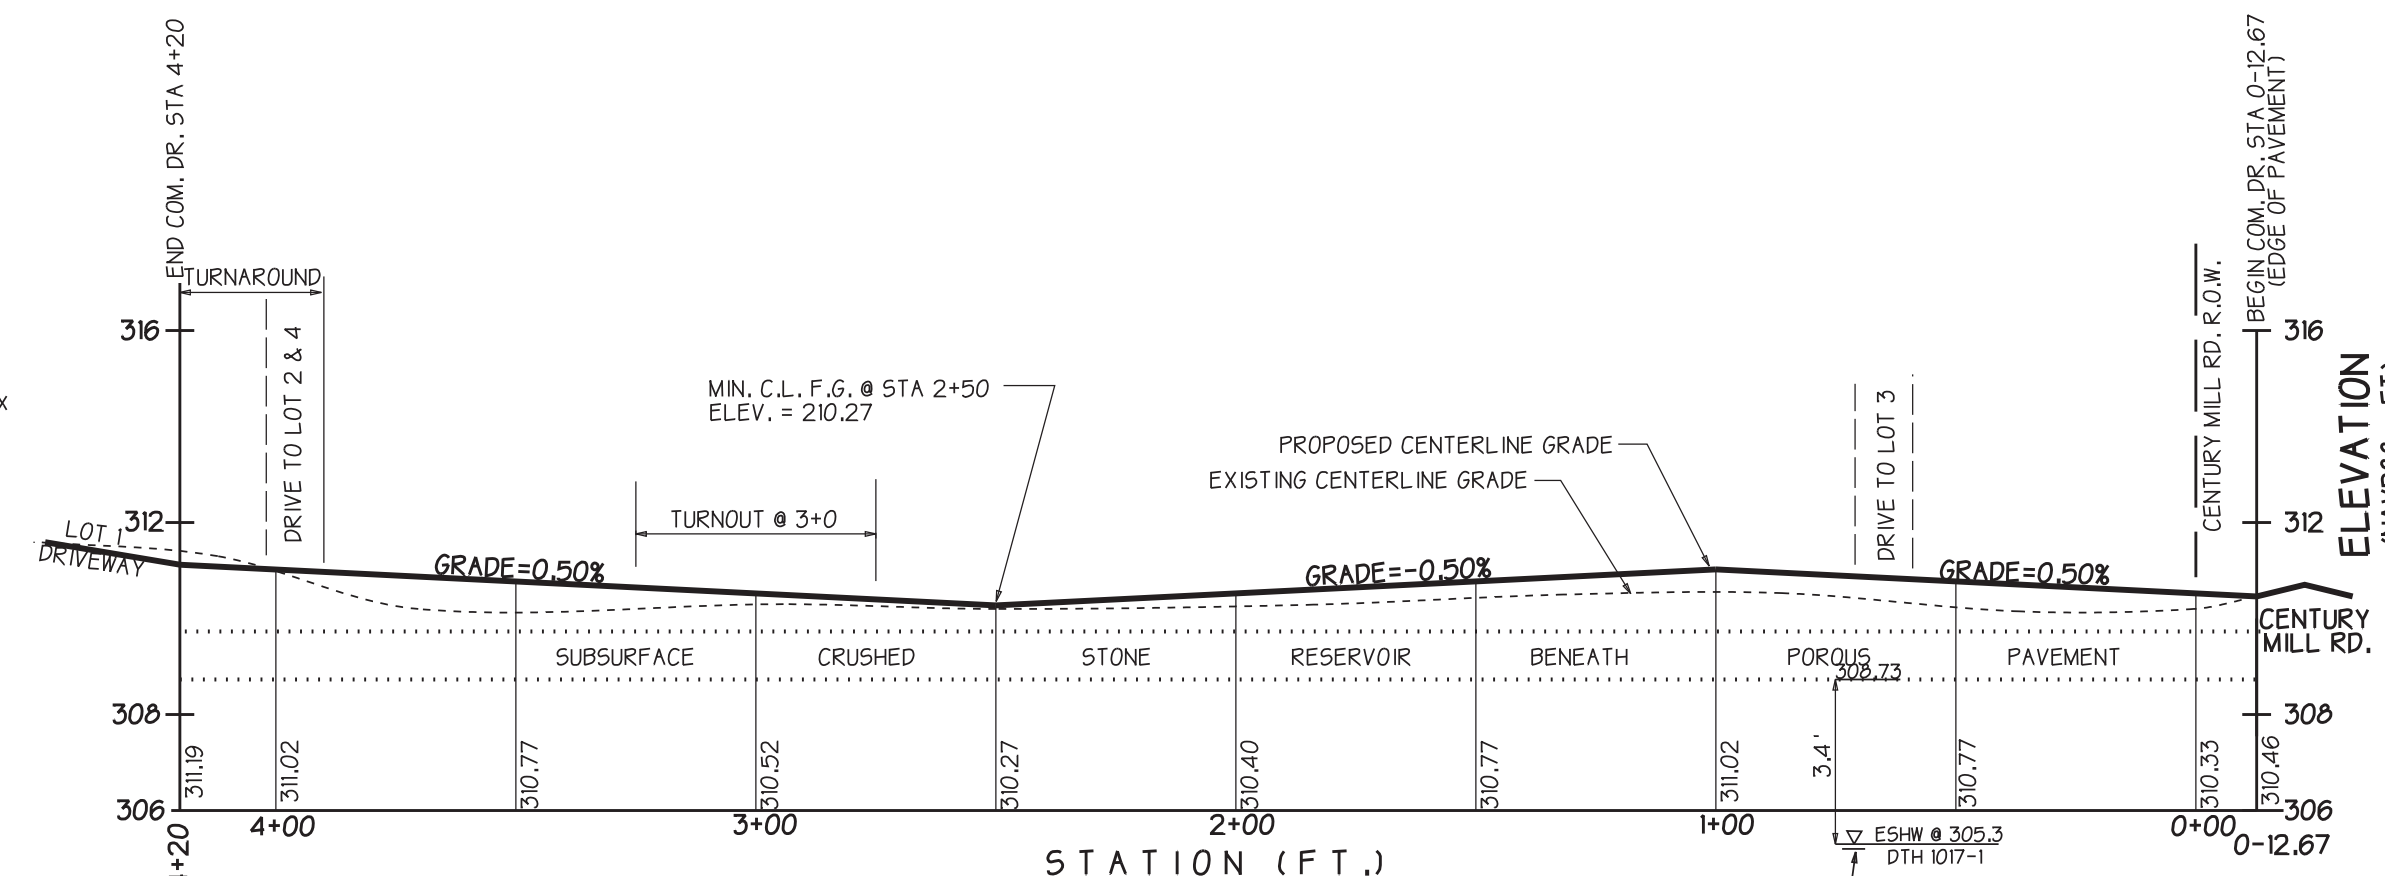 END COM. DR. STA 4+20
BEGIN COM. DR. STA 0-12.67
(EDGE OF PAVEMENT)
TURNAROUND
DRIVE TO LOT 2 & 4
CENTURY MILL RD. R.O.W.
316
316
MIN. C.L. F.G. @ STA 2+50
ELEV. = 210.27
DRIVE TO LOT 3
ELEVATION
PROPOSED CENTERLINE GRADE
EXISTING CENTERLINE GRADE
TURNOUT @ 3+0
312
312
LOT 1
DRIVEWAY
GRADE=0.50%
GRADE=-0.50%
GRADE=0.50%
CENTURY
MILL RD.
SUBSURFACE CRUSHED STONE RESERVOIR BENEATH POROUS PAVEMENT
308.73
308
308
311.19
311.02
310.77
310.52
310.27
310.40
310.77
311.02
3.4'
310.77
310.33
310.46
306
306
+20
4+00
3+00
2+00
1+00
0+00
0-12.67
ESHW @ 305.3
DTH 1017-1
STATION (FT.)